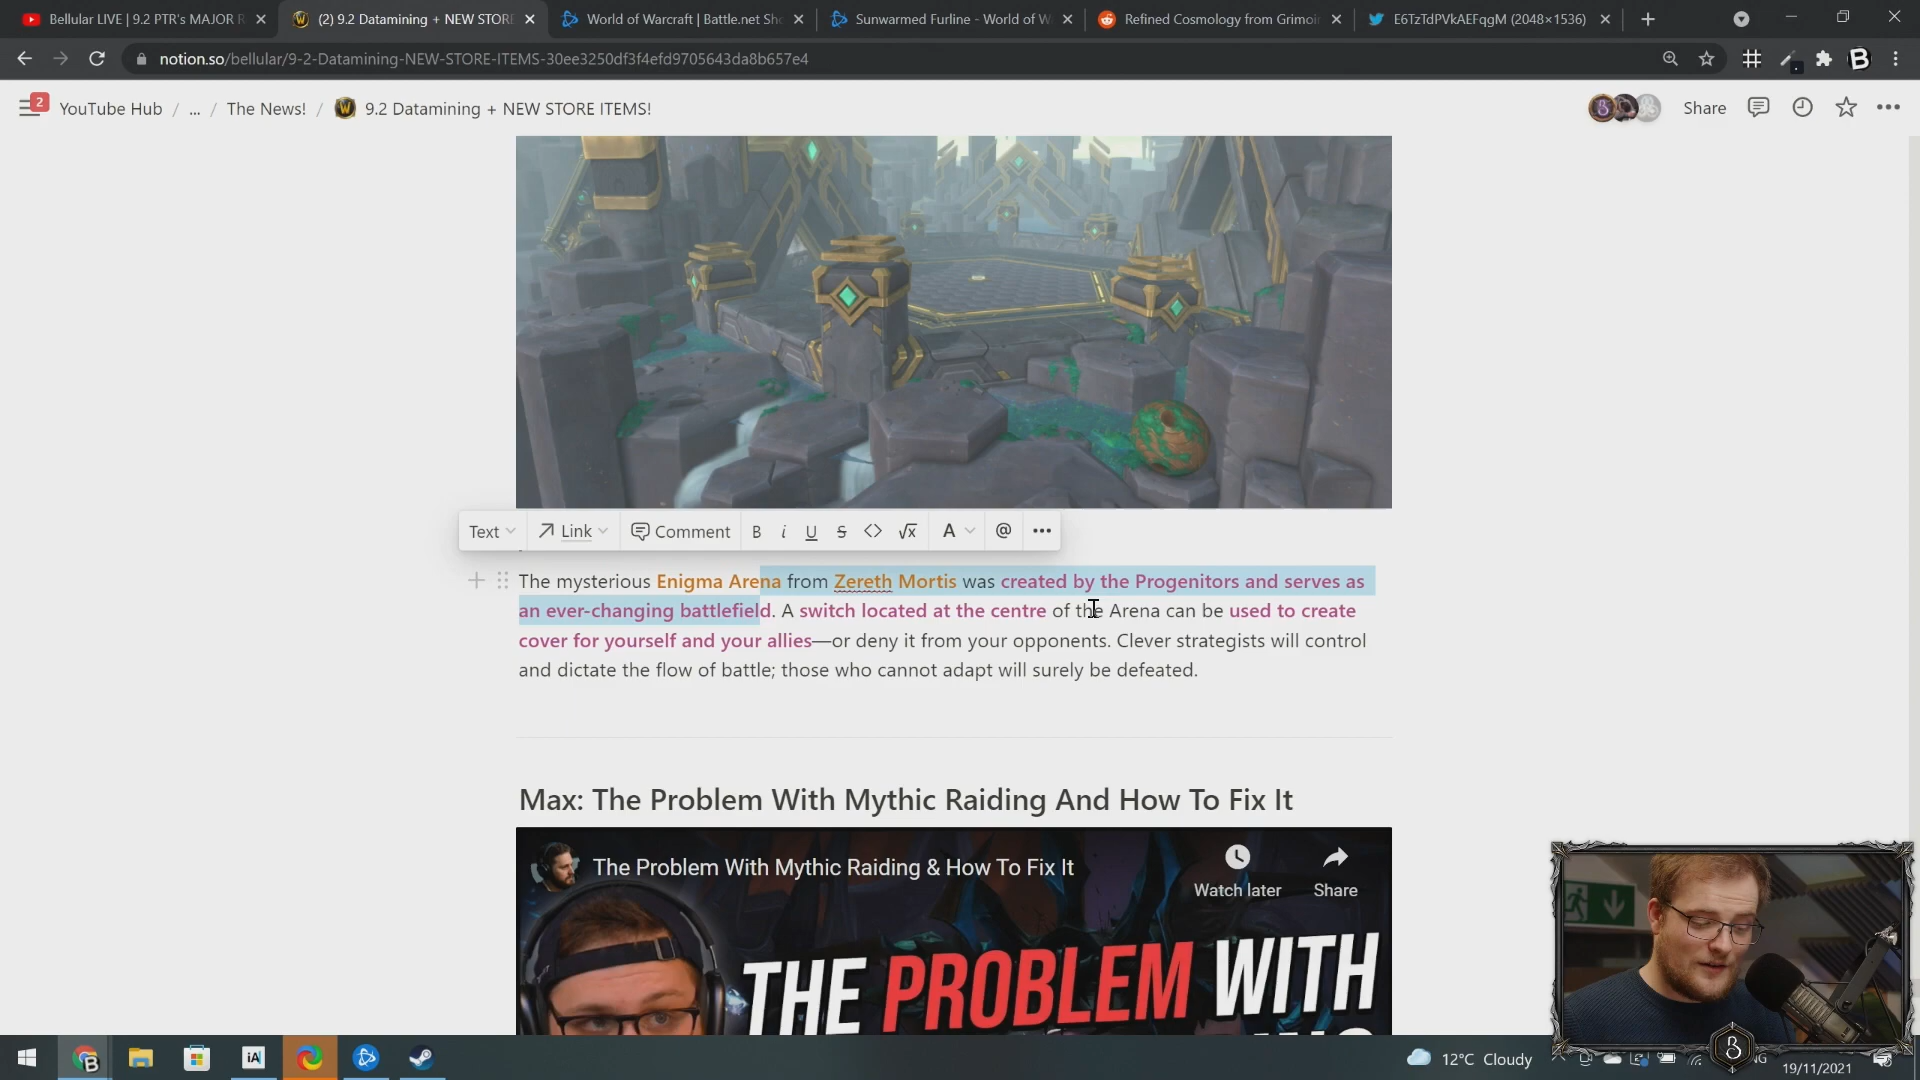 Bellular LIVE | 9.2 PTR's MAJOR R
(2) 9.2 Datamining + NEW STORE
World of Warcraft | Battle.net Sho
Sunwarmed Furline - World of W
Refined Cosmology from Grimoi
E6TzTdPVkAEFqgM (2048×1536)
notion.so/bellular/9-2-Datamining-NEW-STORE-ITEMS-30ee3250df3f4efd9705643da8b657e4
2
YouTube Hub / ... / The News! / 9.2 Datamining + NEW STORE ITEMS!
Share
Text Link Comment B i U S <> √x A @ •••
The mysterious Enigma Arena from Zereth Mortis was created by the Progenitors and serves as
an ever-changing battlefield. A switch located at the centre of the Arena can be used to create
cover for yourself and your allies—or deny it from your opponents. Clever strategists will control
and dictate the flow of battle; those who cannot adapt will surely be defeated.
Max: The Problem With Mythic Raiding And How To Fix It
The Problem With Mythic Raiding & How To Fix It
Watch later
Share
THE PROBLEM WITH
iA
12°C Cloudy
19/11/2021